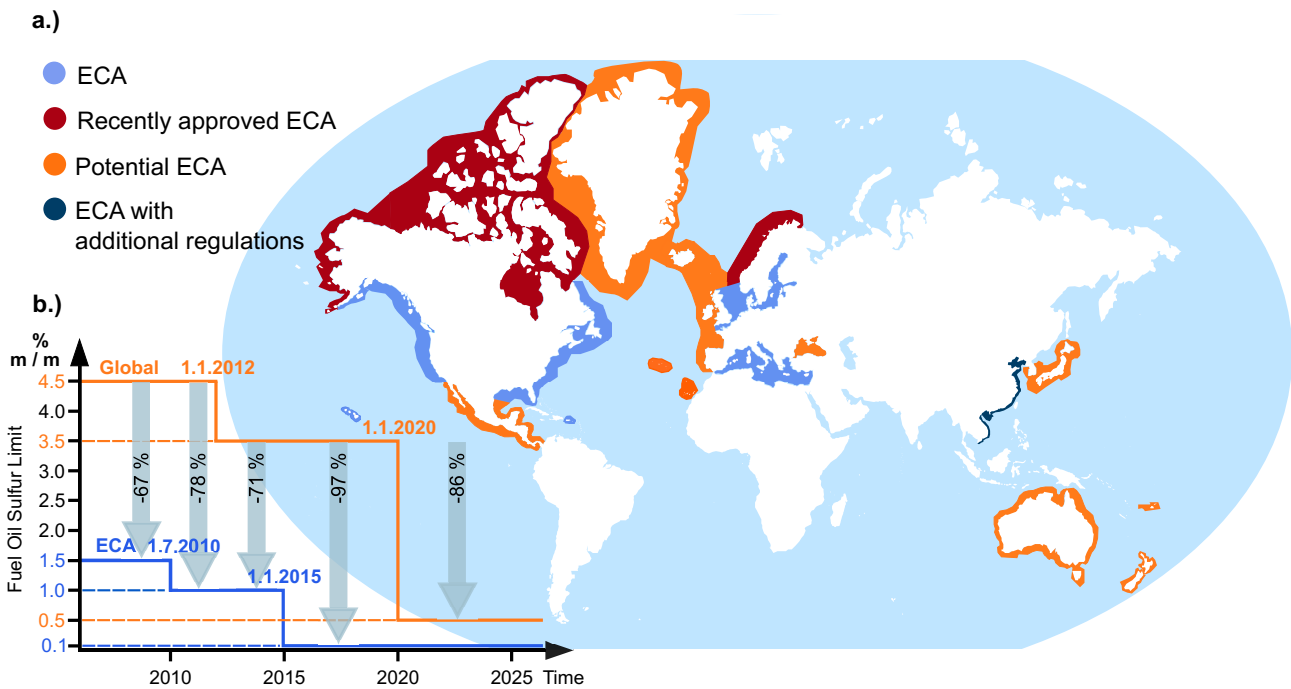 a.)
ECA
Recently approved ECA
Potential ECA
ECA with
additional regulations
b.)
%
m / m
Fuel Oil Sulfur Limit
4.5
4.0
3.5
3.0
2.5
2.0
1.5
1.0
0.5
0.1
Global 1.1.2012
1.1.2020
-67 %
-78 %
-71 %
-97 %
-86 %
ECA 1.7.2010
1.1.2015
2010 2015 2020 2025 Time